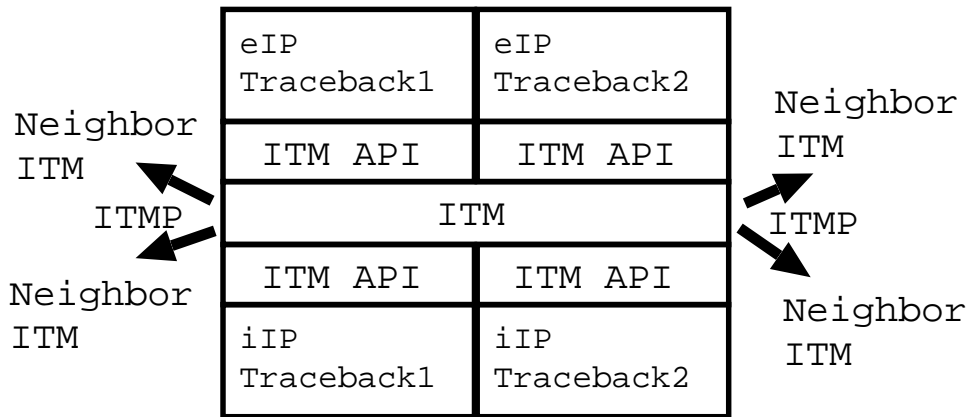 eIP
Traceback1
eIP
Traceback2
Neighbor
ITM
Neighbor
ITM
ITM API
ITM API
ITMP
ITM
ITMP
Neighbor
ITM
ITM API
ITM API
Neighbor
ITM
iIP
Traceback1
iIP
Traceback2